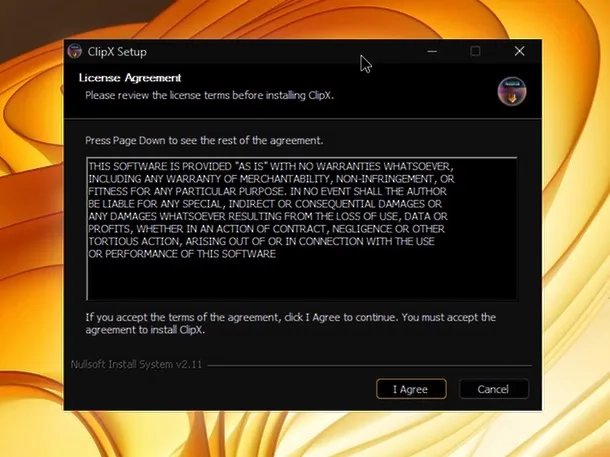 ClipX Setup
License Agreement
Please review the license terms before installing ClipX.
Press Page Down to see the rest of the agreement.
THIS SOFTWARE IS PROVIDED "AS IS" WITH NO WARRANTIES WHATSOEVER,
INCLUDING ANY WARRANTY OF MERCHANTABILITY, NON-INFRINGEMENT, OR
FITNESS FOR ANY PARTICULAR PURPOSE. IN NO EVENT SHALL THE AUTHOR
BE LIABLE FOR ANY SPECIAL, INDIRECT OR CONSEQUENTIAL DAMAGES OR
ANY DAMAGES WHATSOEVER RESULTING FROM THE LOSS OF USE, DATA OR
PROFITS, WHETHER IN AN ACTION OF CONTRACT, NEGLIGENCE OR OTHER
TORTIOUS ACTION, ARISING OUT OF OR IN CONNECTION WITH THE USE
OR PERFORMANCE OF THIS SOFTWARE
If you accept the terms of the agreement, click I Agree to continue. You must accept the
agreement to install ClipX.
Nullsoft Install System v2.11
I Agree
Cancel